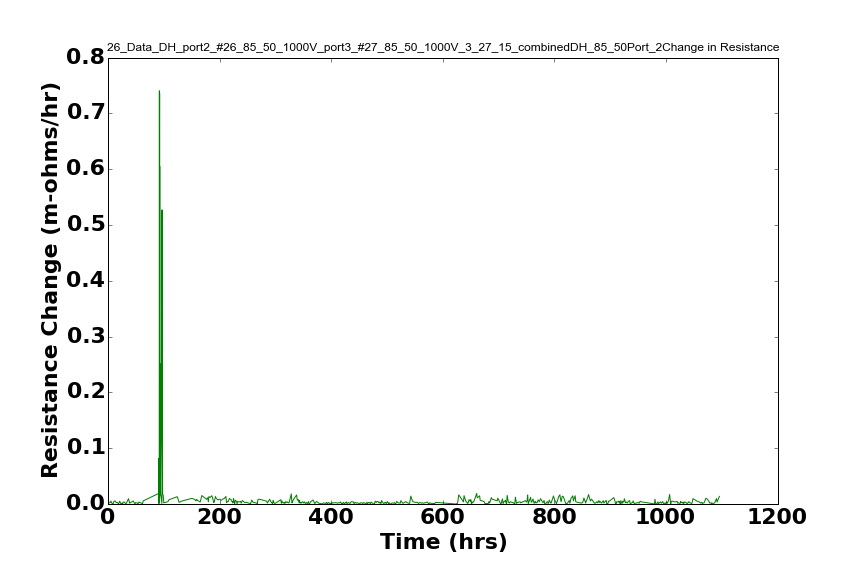 26_Data_DH_port2_#26_85_50_1000V_port3_#27_85_50_1000V_3_27_15_combinedDH_85_50Port_2Change in Resistance
0.8
0.7
0.6
0.5
0.4
0.3
0.2
0.1
0.0
Resistance Change (m-ohms/hr)
0 200 400 600 800 1000 1200
Time (hrs)